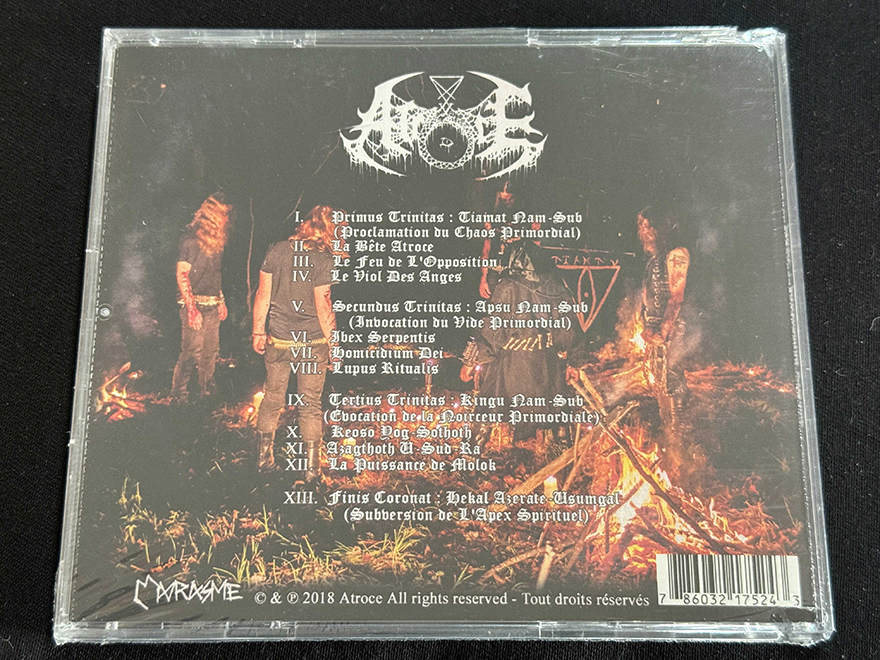 Atroce
I. Primus Trinitas : Tiamat Nam-Sub
(Proclamation du Chaos Primordial)
II. La Bête Atroce
III. Le Feu de L'Opposition
IV. Le Viol Des Anges
V. Secundus Trinitas : Apsu Nam-Sub
(Invocation du Vide Primordial)
VI. Ibex Serpentis
VII. Homicidium Dei
VIII. Lupus Ritualis
IX. Tertius Trinitas : Kingu Nam-Sub
(Evocation de la Noirceur Primordiale)
X. Keoso Yog-Sothoth
XI. Azagthoth U-Sud-Ra
XII. La Puissance de Molok
XIII. Finis Coronat : Hekal Azerate-Usumgal
(Subversion de L'Apex Spirituel)
MARASME © & ℗ 2018 Atroce All rights reserved - Tout droits réservés
7 86032 17524 3